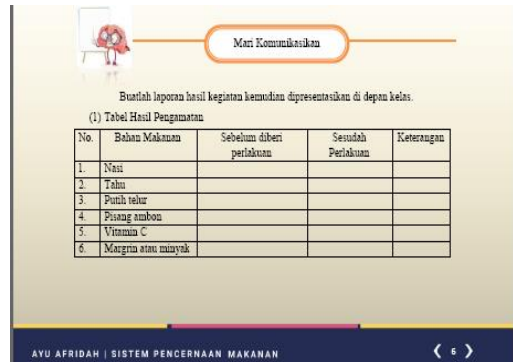 Mari Komunikasikan
Buatlah laporan hasil kegiatan kemudian dipresentasikan di depan kelas.
(1) Tabel Hasil Pengamatan
No. Bahan Makanan Sebelum diberi perlakuan Sesudah Perlakuan Keterangan
1. Nasi
2. Tahu
3. Putih telur
4. Pisang ambon
5. Vitamin C
6. Margrin atau minyak
AYU AFRIDAH | SISTEM PENCERNAAN MAKANAN
❬ 6 ❭